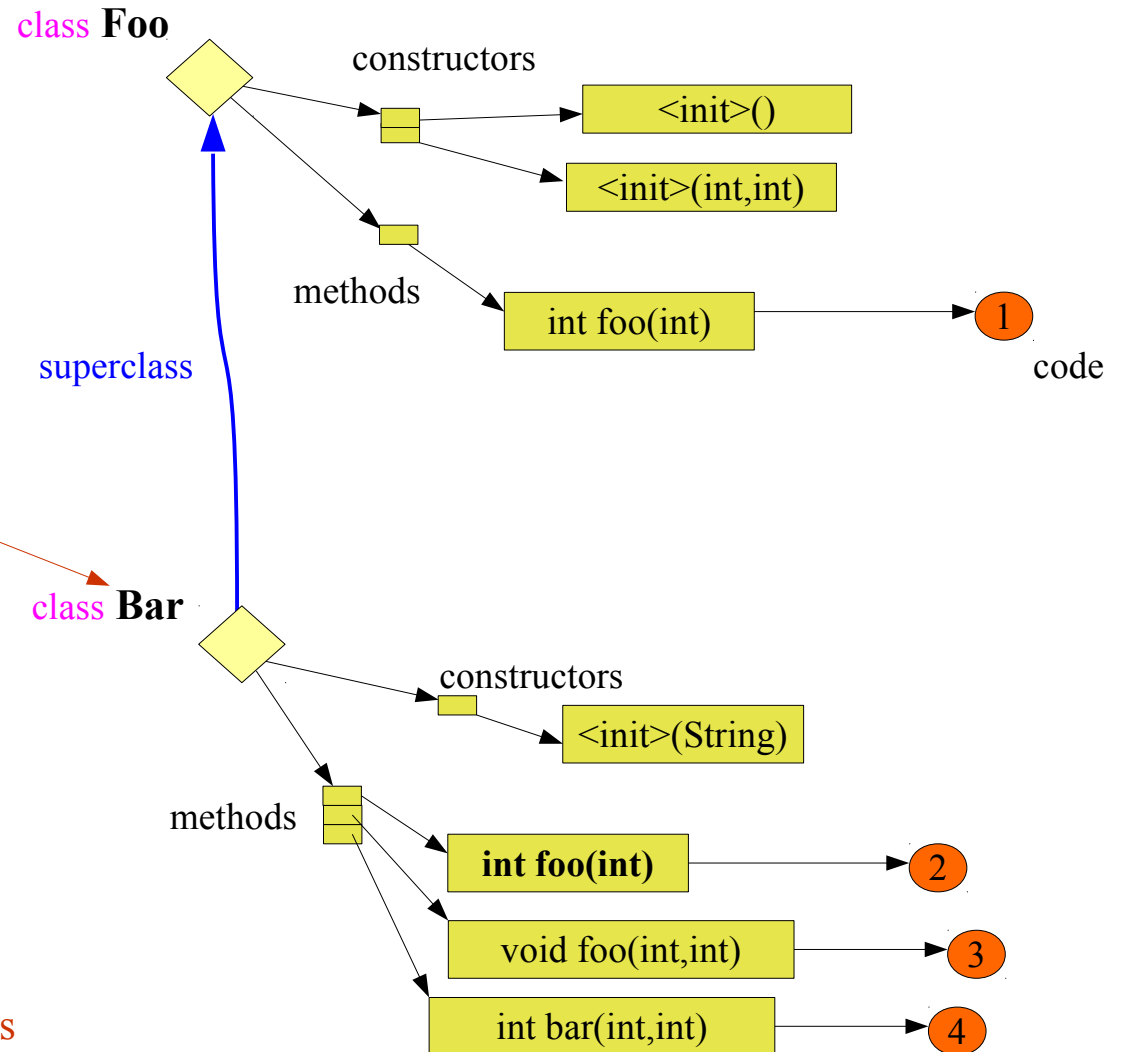 class Foo
constructors
<init>()
<init>(int,int)
methods
int foo(int)
1
code
superclass
class Bar
constructors
<init>(String)
methods
int foo(int)
2
void foo(int,int)
3
int bar(int,int)
4
s